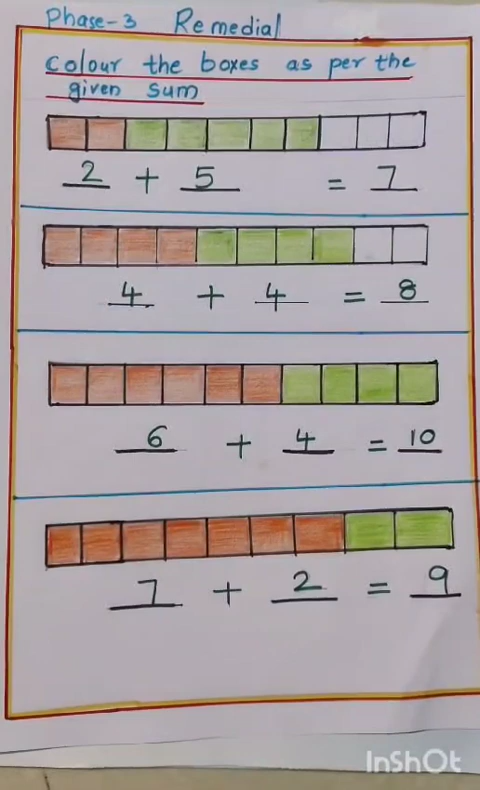 Phase-3 Remedial
Colour the boxes as per the
given sum
2 + 5 = 7
4 + 4 = 8
6 + 4 = 10
7 + 2 = 9
InShOt